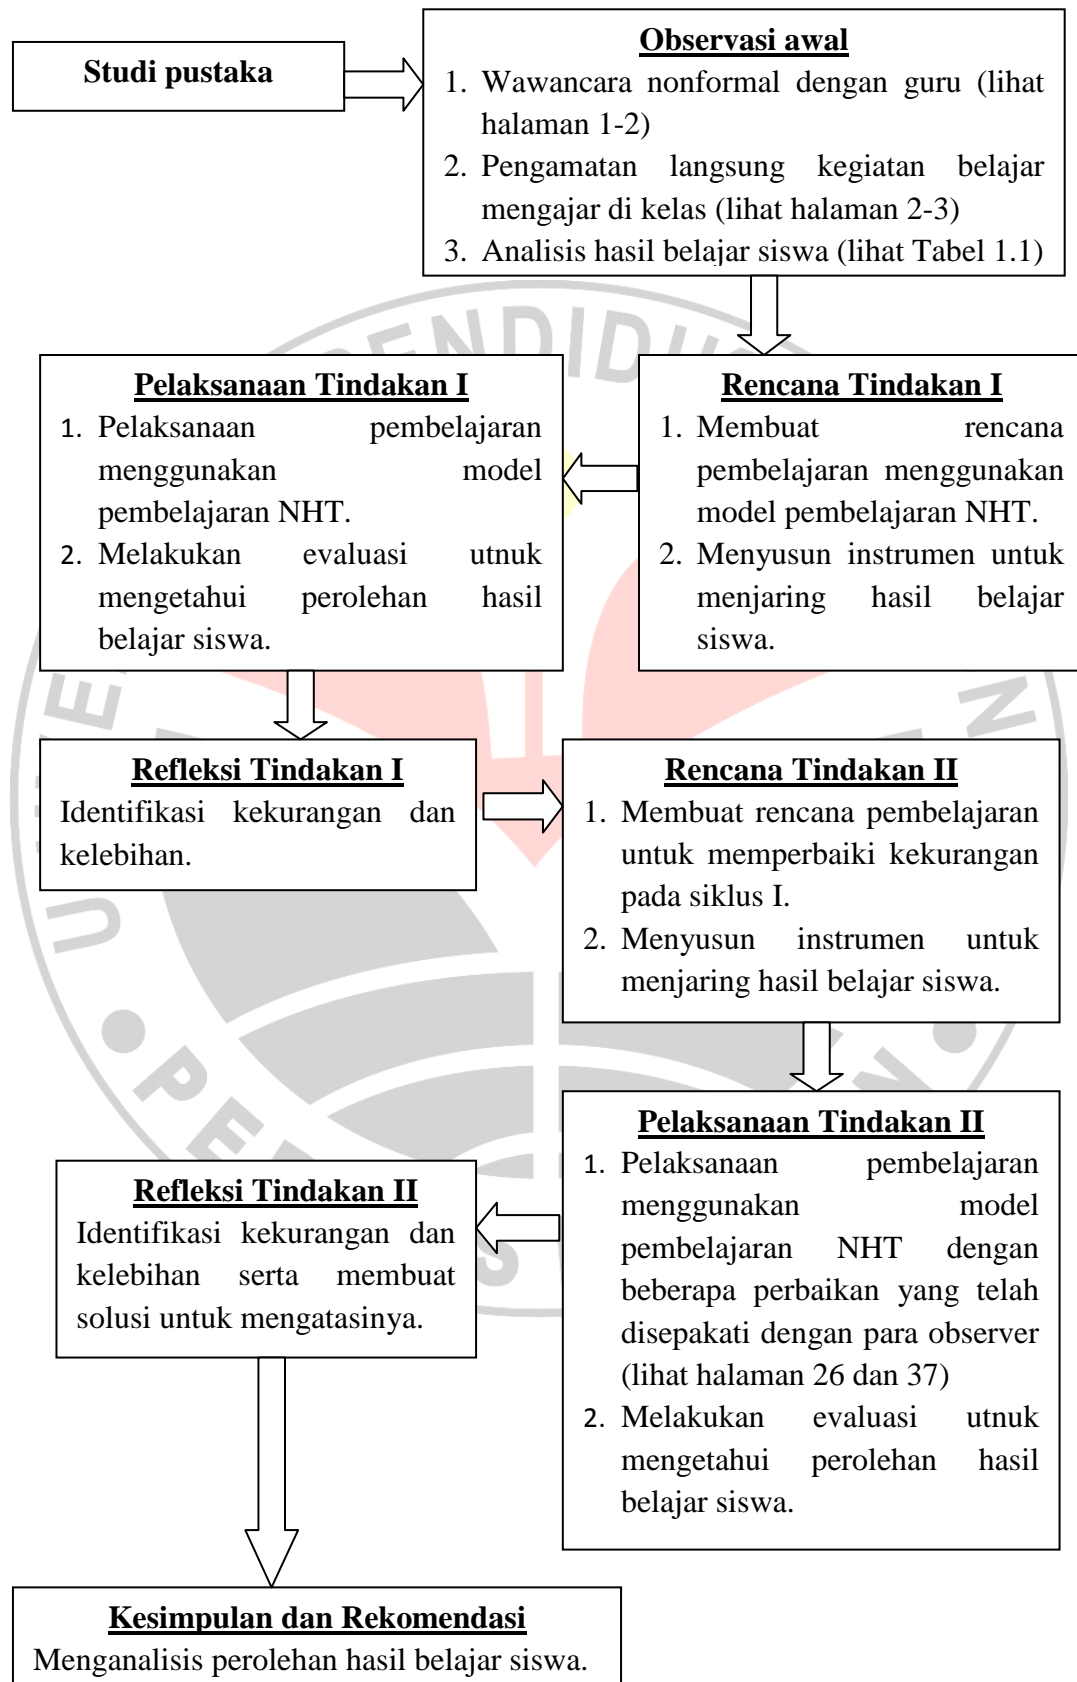 Studi pustaka
Observasi awal
1. Wawancara nonformal dengan guru (lihat
halaman 1-2)
2. Pengamatan langsung kegiatan belajar
mengajar di kelas (lihat halaman 2-3)
3. Analisis hasil belajar siswa (lihat Tabel 1.1)
Rencana Tindakan I
1. Membuat rencana
pembelajaran menggunakan
model pembelajaran NHT.
2. Menyusun instrumen untuk
menjaring hasil belajar
siswa.
Pelaksanaan Tindakan I
1. Pelaksanaan pembelajaran
menggunakan model
pembelajaran NHT.
2. Melakukan evaluasi utnuk
mengetahui perolehan hasil
belajar siswa.
Refleksi Tindakan I
Identifikasi kekurangan dan
kelebihan.
Rencana Tindakan II
1. Membuat rencana pembelajaran
untuk memperbaiki kekurangan
pada siklus I.
2. Menyusun instrumen untuk
menjaring hasil belajar siswa.
Pelaksanaan Tindakan II
1. Pelaksanaan pembelajaran
menggunakan model
pembelajaran NHT dengan
beberapa perbaikan yang telah
disepakati dengan para observer
(lihat halaman 26 dan 37)
2. Melakukan evaluasi utnuk
mengetahui perolehan hasil
belajar siswa.
Refleksi Tindakan II
Identifikasi kekurangan dan
kelebihan serta membuat
solusi untuk mengatasinya.
Kesimpulan dan Rekomendasi
Menganalisis perolehan hasil belajar siswa.